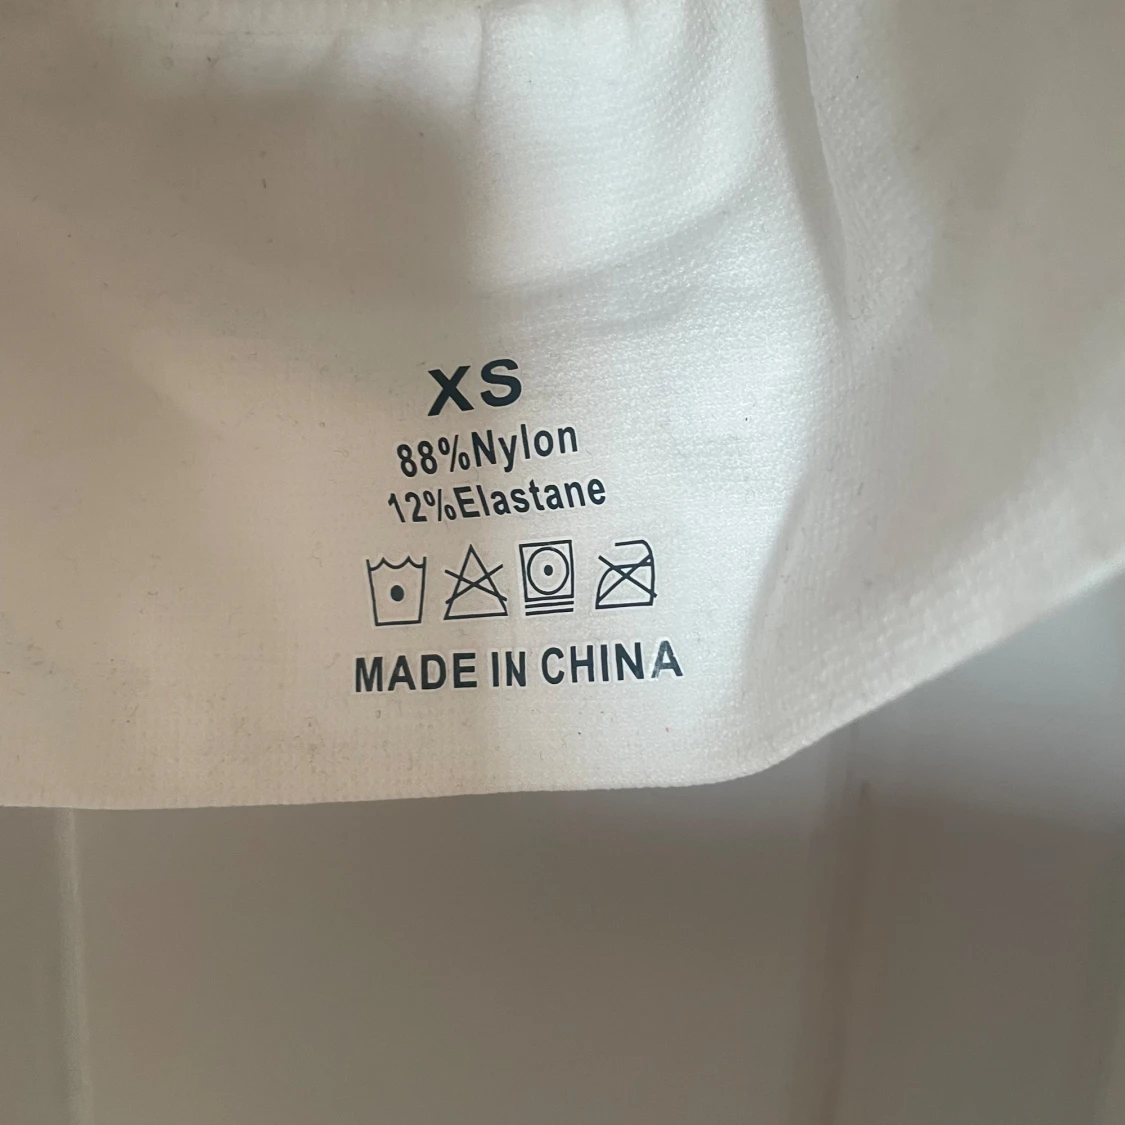 XS
88%Nylon
12%Elastane
MADE IN CHINA